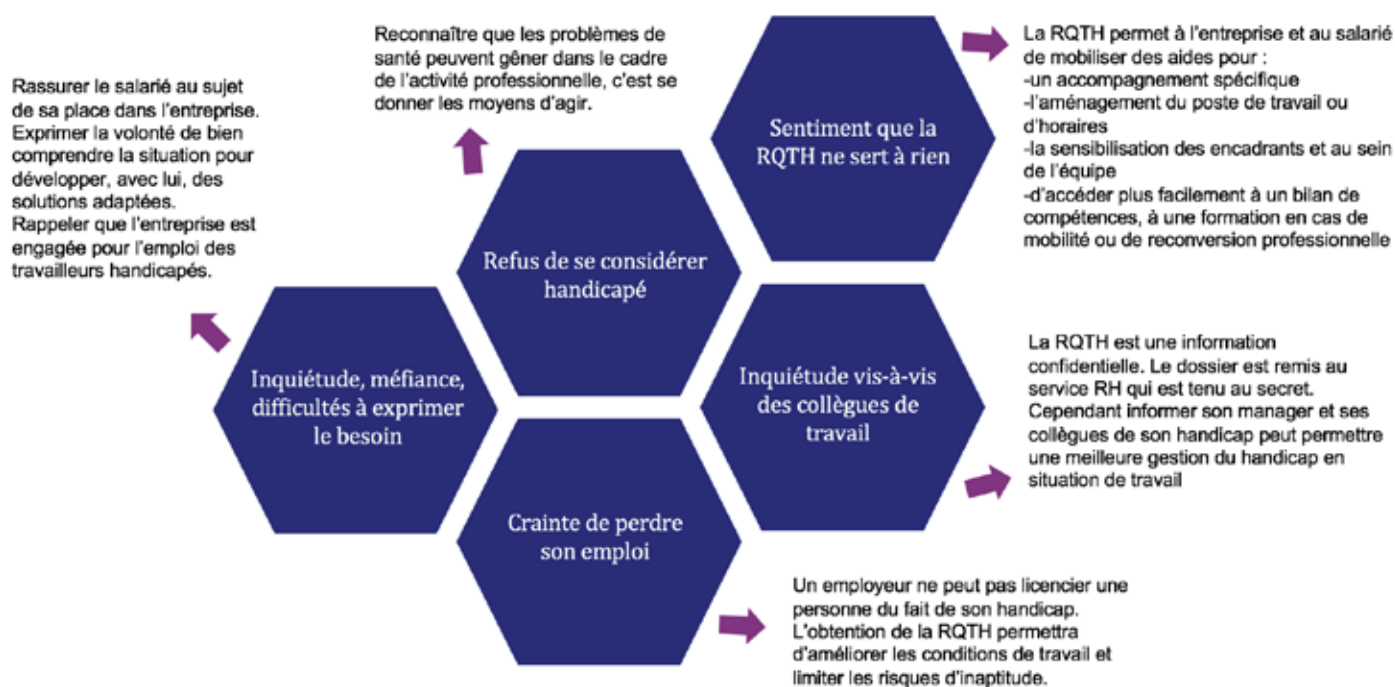 Rassurer le salarié au sujet
de sa place dans l'entreprise.
Exprimer la volonté de bien
comprendre la situation pour
développer, avec lui, des
solutions adaptées.
Rappeler que l'entreprise est
engagée pour l'emploi des
travailleurs handicapés.
Reconnaître que les problèmes de
santé peuvent gêner dans le cadre
de l'activité professionnelle, c'est se
donner les moyens d'agir.
La RQTH permet à l'entreprise et au salarié
de mobiliser des aides pour :
-un accompagnement spécifique
-l'aménagement du poste de travail ou
d'horaires
-la sensibilisation des encadrants et au sein
de l'équipe
-d'accéder plus facilement à un bilan de
compétences, à une formation en cas de
mobilité ou de reconversion professionnelle
Sentiment que la
RQTH ne sert à rien
Refus de se considérer
handicapé
Inquiétude, méfiance,
difficultés à exprimer
le besoin
Inquiétude vis-à-vis
des collègues de
travail
La RQTH est une information
confidentielle. Le dossier est remis au
service RH qui est tenu au secret.
Cependant informer son manager et ses
collègues de son handicap peut permettre
une meilleure gestion du handicap en
situation de travail
Crainte de perdre
son emploi
Un employeur ne peut pas licencier une
personne du fait de son handicap.
L'obtention de la RQTH permettra
d'améliorer les conditions de travail et
limiter les risques d'inaptitude.